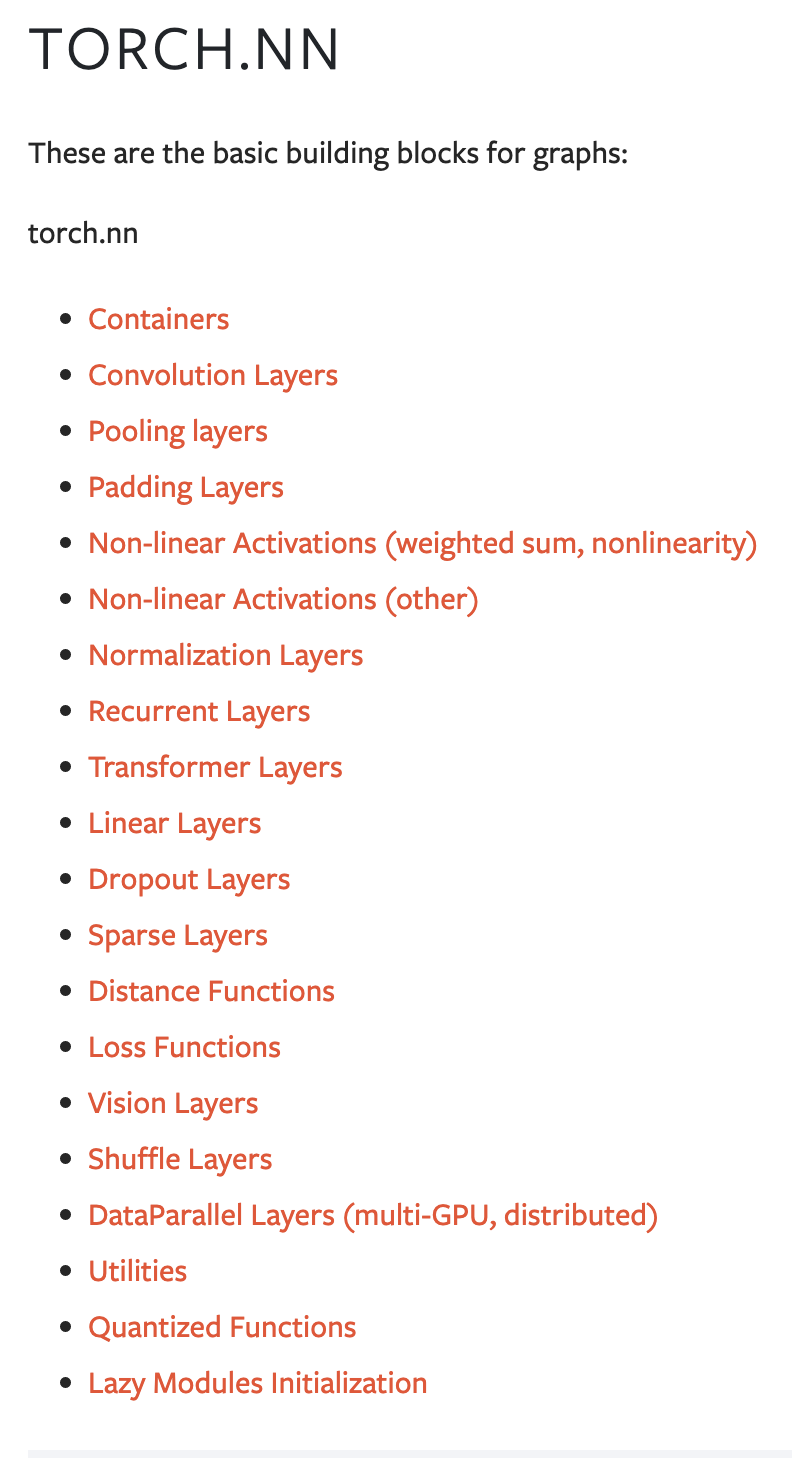 TORCH.NN
These are the basic building blocks for graphs:
torch.nn
Containers
Convolution Layers
Pooling layers
Padding Layers
Non-linear Activations (weighted sum, nonlinearity)
Non-linear Activations (other)
Normalization Layers
Recurrent Layers
Transformer Layers
Linear Layers
Dropout Layers
Sparse Layers
Distance Functions
Loss Functions
Vision Layers
Shuffle Layers
DataParallel Layers (multi-GPU, distributed)
Utilities
Quantized Functions
Lazy Modules Initialization